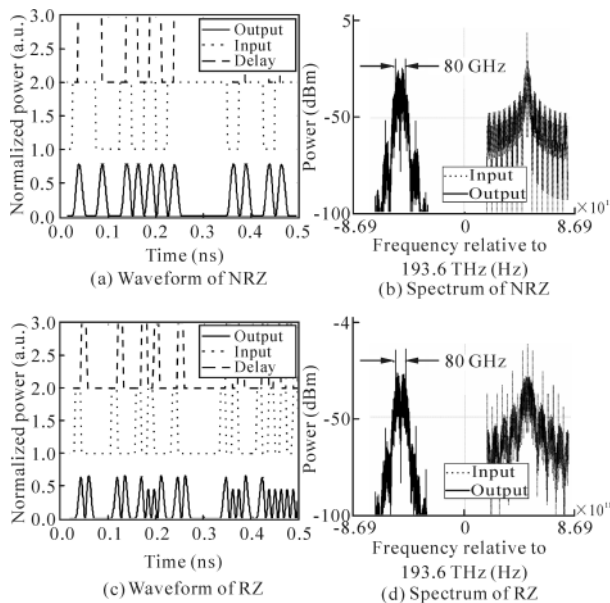 3.0
2.5
2.0
1.5
1.0
0.5
0.0
Normalized power (a.u.)
Output
Input
Delay
0.0 0.1 0.2 0.3 0.4 0.5
Time (ns)
(a) Waveform of NRZ
5
-50
-100
Power (dBm)
80 GHz
Input
Output
-8.69 0 8.69
Frequency relative to
193.6 THz (Hz)
(b) Spectrum of NRZ
3.0
2.5
2.0
1.5
1.0
0.5
0.0
Normalized power (a.u.)
Output
Input
Delay
0.0 0.1 0.2 0.3 0.4 0.5
Time (ns)
(c) Waveform of RZ
-4
-50
-100
Power (dBm)
80 GHz
Input
Output
-8.69 0 8.69
Frequency relative to
193.6 THz (Hz)
(d) Spectrum of RZ